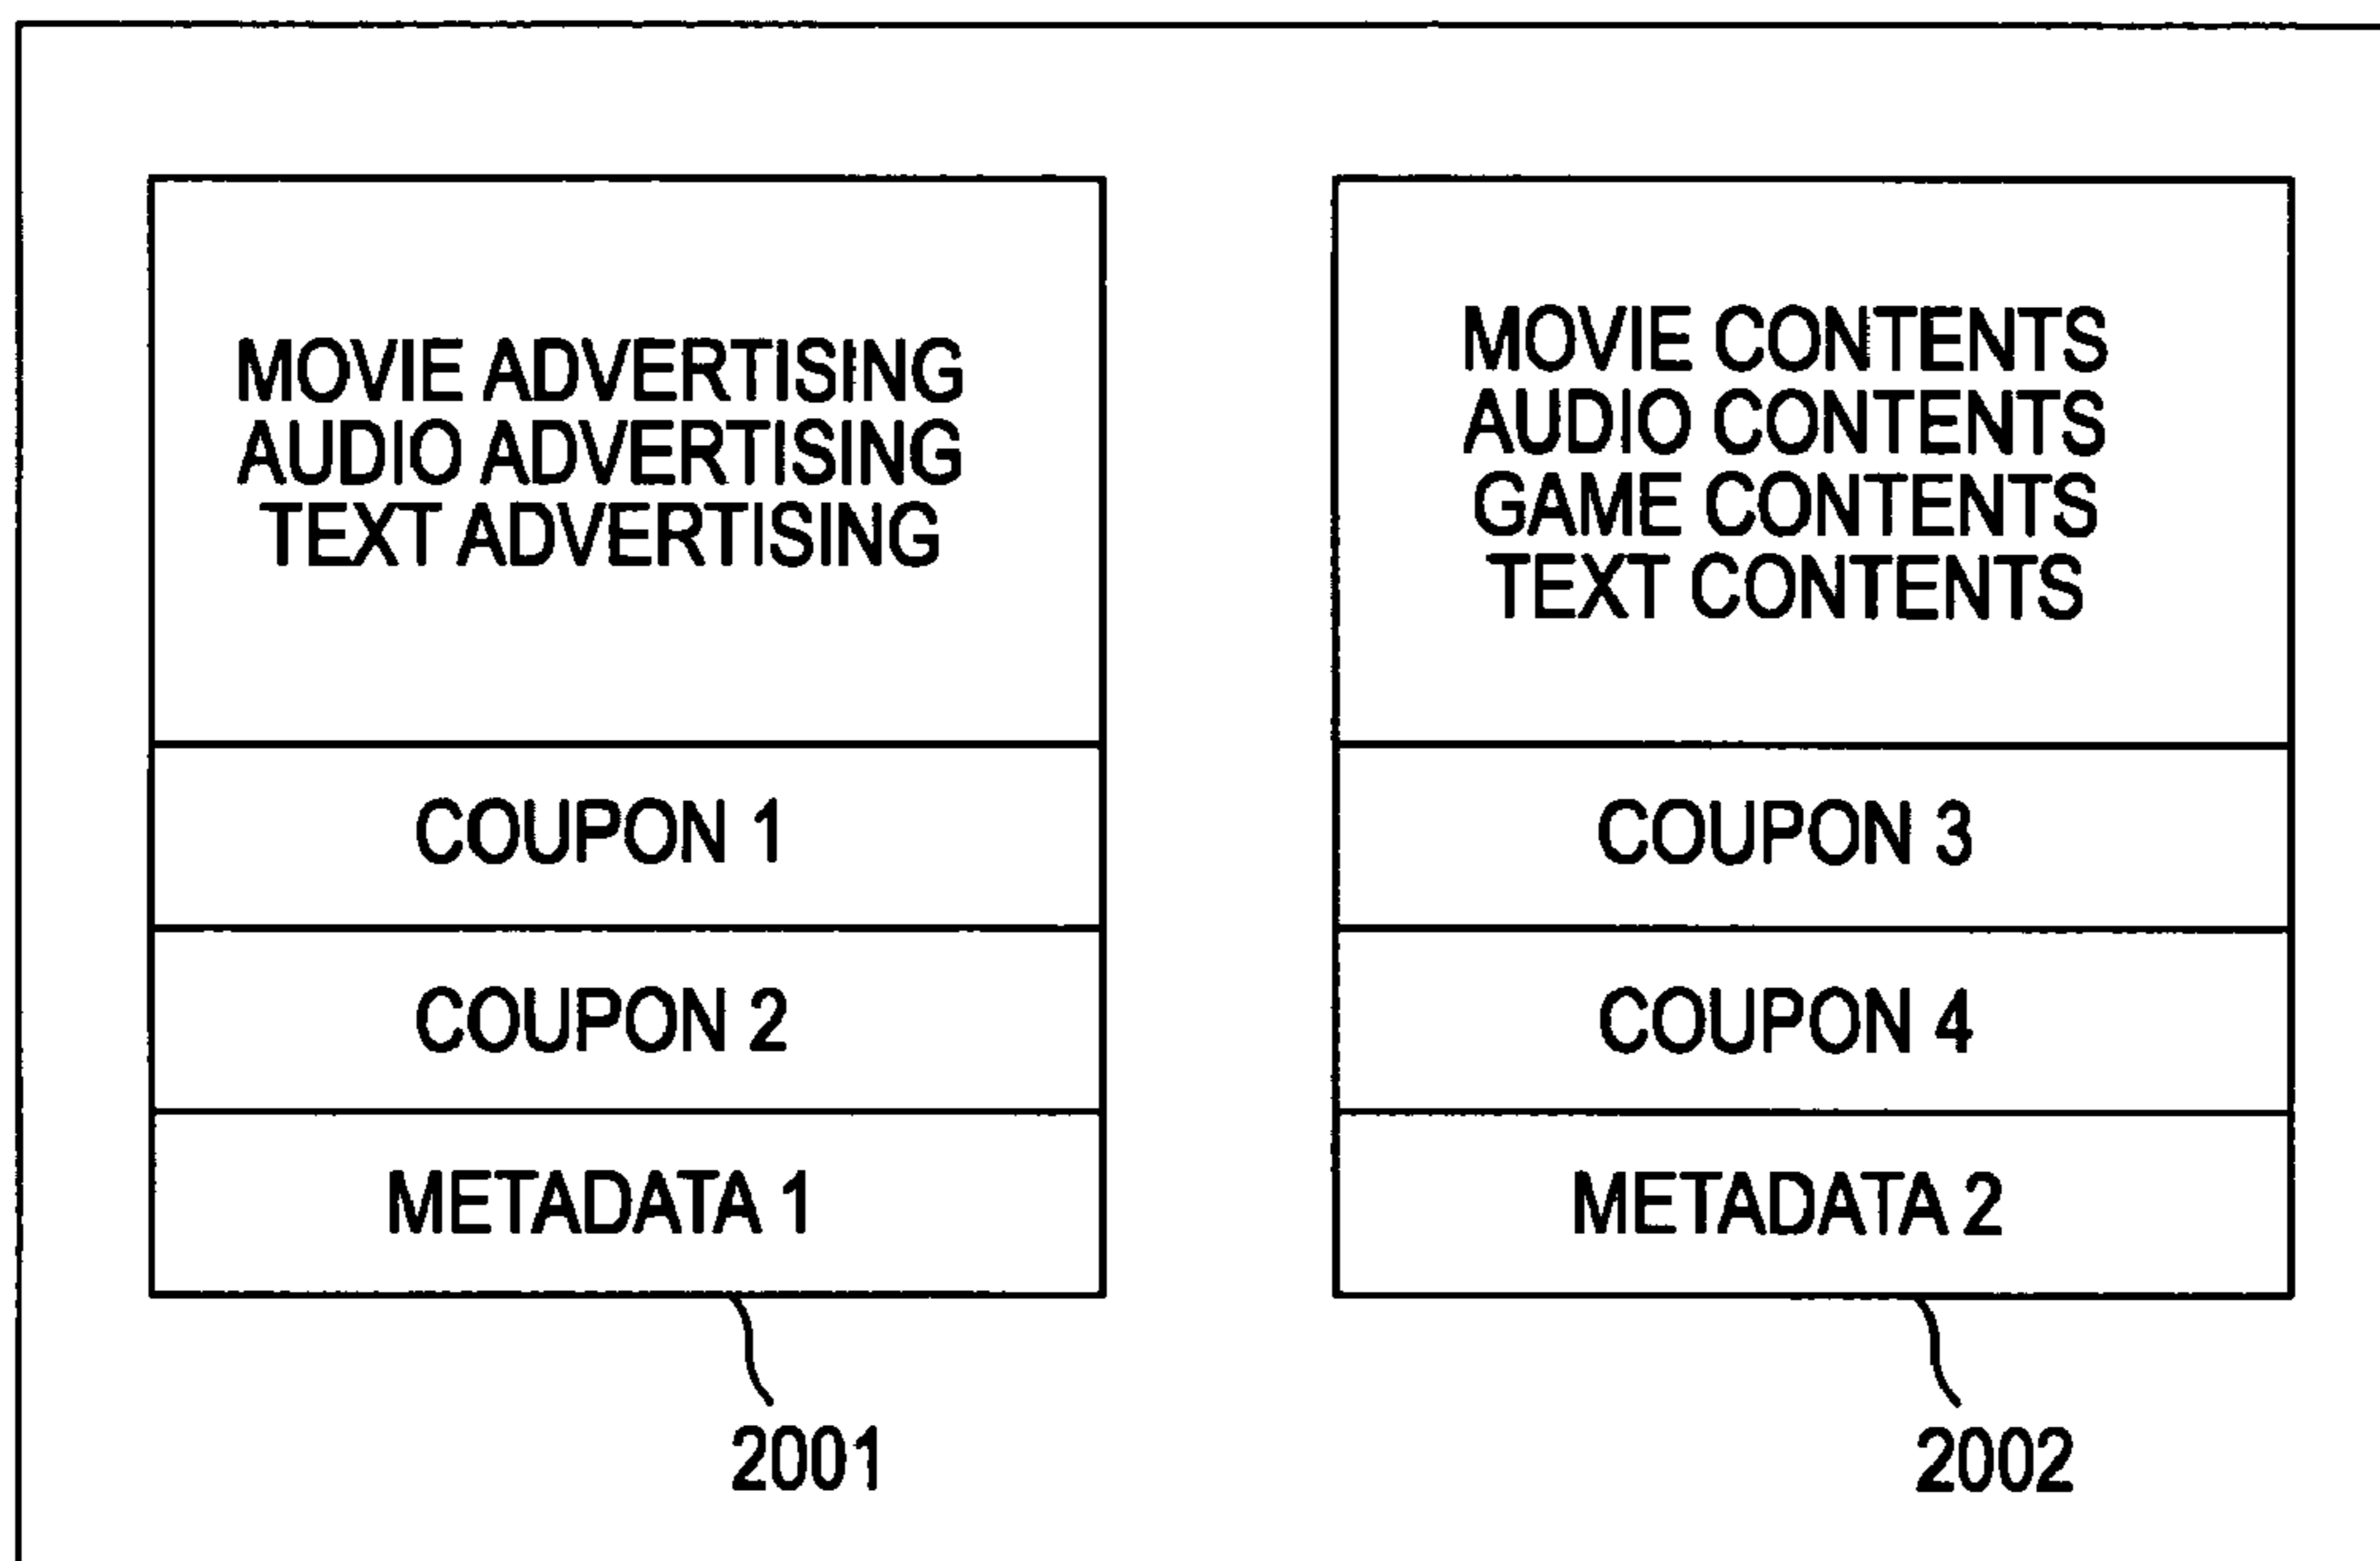 MOVIE ADVERTISING
AUDIO ADVERTISING
TEXT ADVERTISING
COUPON 1
COUPON 2
METADATA 1
2001
MOVIE CONTENTS
AUDIO CONTENTS
GAME CONTENTS
TEXT CONTENTS
COUPON 3
COUPON 4
METADATA 2
2002